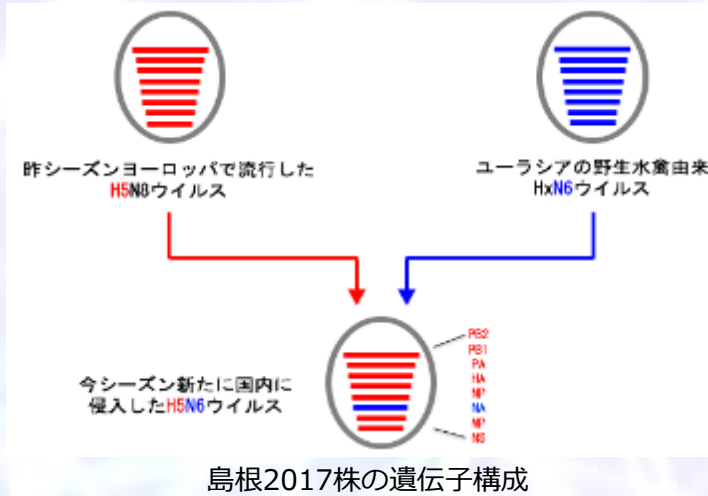 昨シーズンヨーロッパで流行した
H5N8ウイルス
ユーラシアの野生水禽由来
HxN6ウイルス
今シーズン新たに国内に
侵入したH5N6ウイルス
PB2
PB1
PA
HA
NP
NA
MP
NS
島根2017株の遺伝子構成